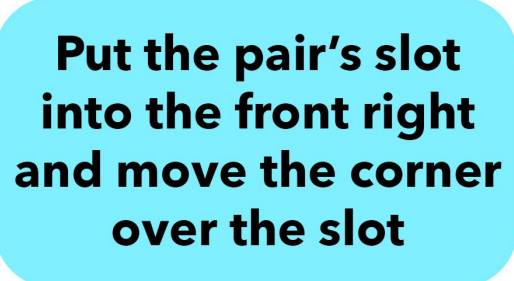 Put the pair’s slot
into the front right
and move the corner
over the slot